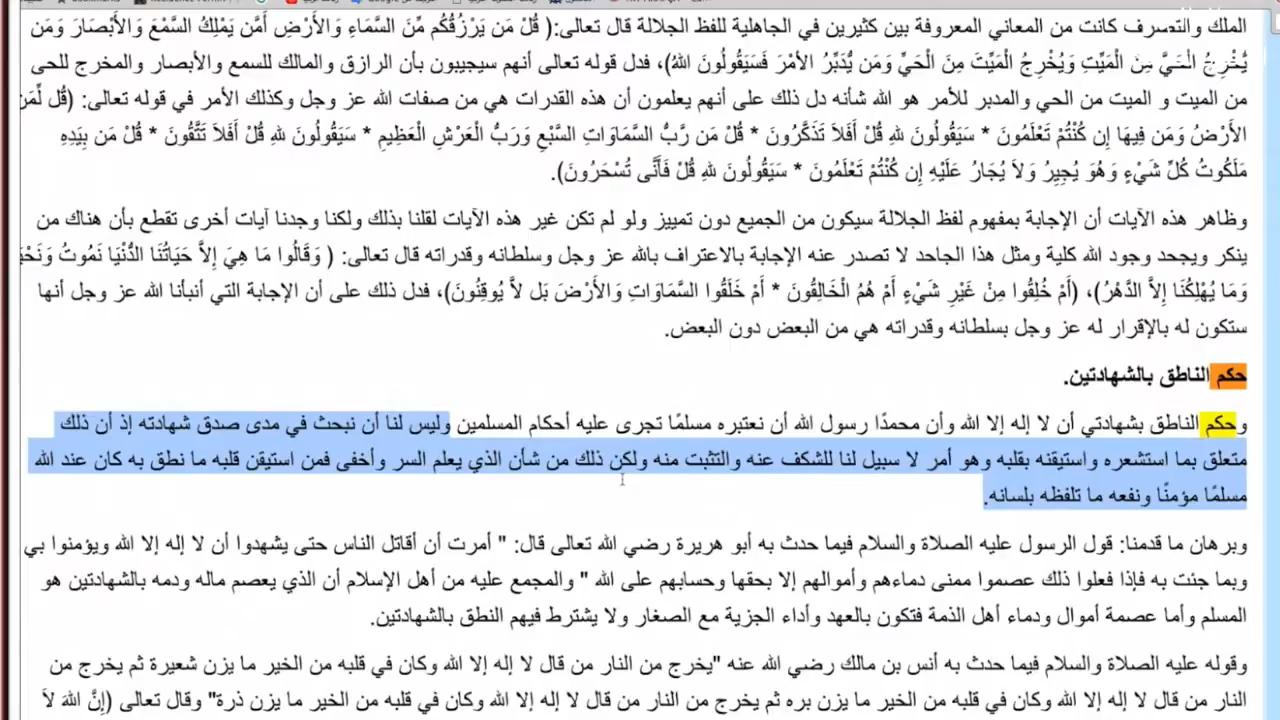 الملك والتصرف كانت من المعاني المعروفة بين كثيرين في الجاهلية للفظ الجلالة قال تعالى:( قُلْ مَن يَرْزُقُكُم مِّنَ السَّمَاءِ وَالأَرْضِ أَمَّن يَمْلِكُ السَّمْعَ وَالأَبْصَارَ وَمَن
يُخْرِجُ الْحَيَّ مِنَ الْمَيِّتِ وَيُخْرِجُ الْمَيِّتَ مِنَ الْحَيِّ وَمَن يُدَبِّرُ الأَمْرَ فَسَيَقُولُونَ اللهُ)، فدل قوله تعالى أنهم سيجيبون بأن الرازق والمالك للسمع والأبصار والمخرج للحى
من الميت و الميت من الحي والمدبر للأمر هو الله شأنه دل ذلك على أنهم يعلمون أن هذه القدرات هي من صفات الله عز وجل وكذلك الأمر في قوله تعالى: (قُل لِّمَنِ
الأَرْضُ وَمَن فِيهَا إِن كُنْتُمْ تَعْلَمُونَ * سَيَقُولُونَ لِلهِ قُلْ أَفَلاَ تَذَكَّرُونَ * قُلْ مَن رَّبُّ السَّمَاوَاتِ السَّبْعِ وَرَبُّ الْعَرْشِ الْعَظِيمِ * سَيَقُولُونَ لِلهِ قُلْ أَفَلاَ تَتَّقُونَ * قُلْ مَن بِيَدِهِ
مَلَكُوتُ كُلِّ شَيْءٍ وَهُوَ يُجِيرُ وَلاَ يُجَارُ عَلَيْهِ إِن كُنْتُمْ تَعْلَمُونَ * سَيَقُولُونَ لِلهِ قُلْ فَأَنَّى تُسْحَرُونَ).
وظاهر هذه الآيات أن الإجابة بمفهوم لفظ الجلالة سيكون من الجميع دون تمييز ولو لم تكن غير هذه الآيات لقلنا بذلك ولكنا وجدنا آيات أخرى تقطع بأن هناك من
ينكر ويجحد وجود الله كلية ومثل هذا الجاحد لا تصدر عنه الإجابة بالاعتراف بالله عز وجل وسلطانه وقدراته قال تعالى: ( وَقَالُوا مَا هِيَ إِلاَّ حَيَاتُنَا الدُّنْيَا نَمُوتُ وَنَحْيَ
وَمَا يُهْلِكُنَا إِلاَّ الدَّهْرُ)، (أَمْ خُلِقُوا مِنْ غَيْرِ شَيْءٍ أَمْ هُمُ الْخَالِقُونَ * أَمْ خَلَقُوا السَّمَاوَاتِ وَالأَرْضَ بَل لاَّ يُوقِنُونَ)، فدل ذلك على أن الإجابة التي أنبأنا الله عز وجل أنها
ستكون له بالإقرار له عز وجل بسلطانه وقدراته هي من البعض دون البعض.
حكم الناطق بالشهادتين.
وحكم الناطق بشهادتي أن لا إله إلا الله وأن محمدًا رسول الله أن نعتبره مسلمًا تجرى عليه أحكام المسلمين وليس لنا أن نبحث في مدى صدق شهادته إذ أن ذلك
متعلق بما استشعره واستيقنه بقلبه وهو أمر لا سبيل لنا للشكف عنه والتثبت منه ولكن ذلك من شأن الذي يعلم السر وأخفى فمن استيقن قلبه ما نطق به كان عند الله
مسلمًا مؤمنًا ونفعه ما تلفظه بلسانه.
وبرهان ما قدمنا: قول الرسول عليه الصلاة والسلام فيما حدث به أبو هريرة رضي الله تعالى قال: " أمرت أن أقاتل الناس حتى يشهدوا أن لا إله إلا الله ويؤمنوا بي
وبما جئت به فإذا فعلوا ذلك عصموا ممنى دماءهم وأموالهم إلا بحقها وحسابهم على الله " والمجمع عليه من أهل الإسلام أن الذي يعصم ماله ودمه بالشهادتين هو
المسلم وأما عصمة أموال ودماء أهل الذمة فتكون بالعهد وأداء الجزية مع الصغار ولا يشترط فيهم النطق بالشهادتين.
وقوله عليه الصلاة والسلام فيما حدث به أنس بن مالك رضي الله عنه "يخرج من النار من قال لا إله إلا الله وكان في قلبه من الخير ما يزن شعيرة ثم يخرج من
النار من قال لا إله إلا الله وكان في قلبه من الخير ما يزن بره ثم يخرج من النار من قال لا إله إلا الله وكان في قلبه من الخير ما يزن ذرة" وقال تعالى (إِنَّ اللهَ لاَ